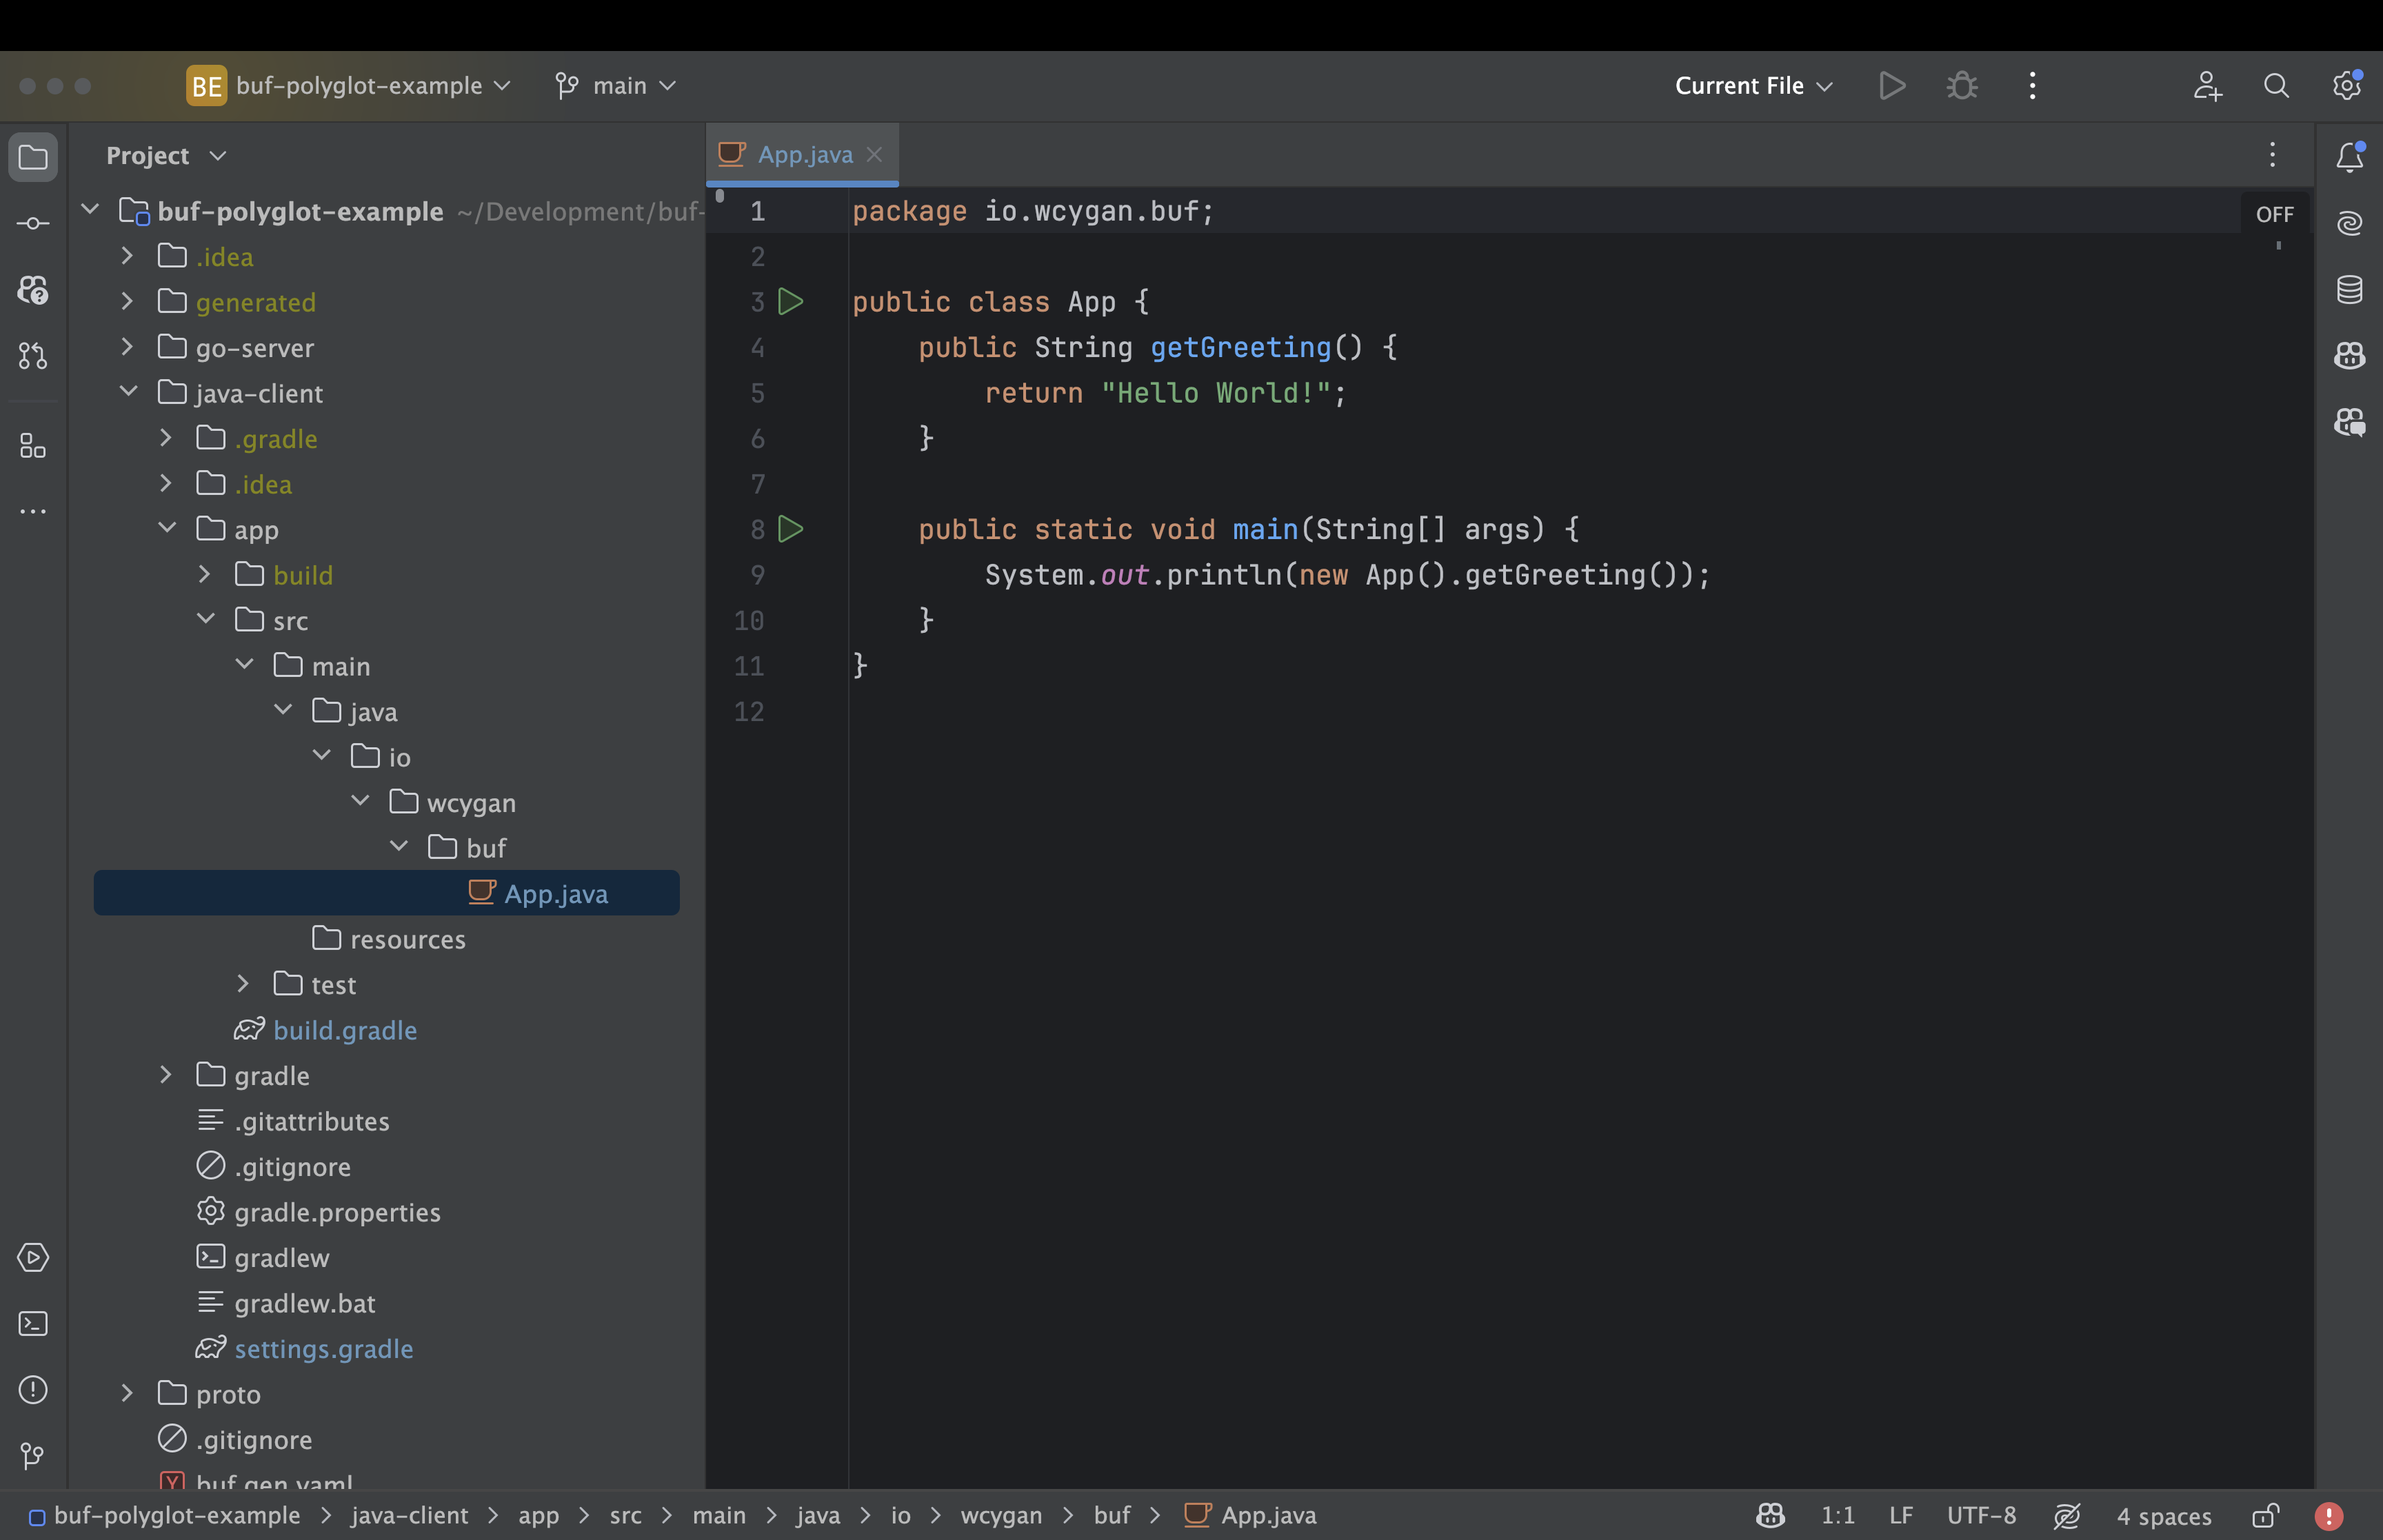 BE buf-polyglot-example main Current File
Project
buf-polyglot-example ~/Development/buf-
.idea
generated
go-server
java-client
.gradle
.idea
app
build
src
main
java
io
wcygan
buf
App.java
resources
test
build.gradle
gradle
.gitattributes
.gitignore
gradle.properties
gradlew
gradlew.bat
settings.gradle
proto
.gitignore
buf.gen.yaml
App.java
OFF
1 package io.wcygan.buf;
2
3 public class App {
4 public String getGreeting() {
5 return "Hello World!";
6 }
7
8 public static void main(String[] args) {
9 System.out.println(new App().getGreeting());
10 }
11 }
12
buf-polyglot-example > java-client > app > src > main > java > io > wcygan > buf > App.java 1:1 LF UTF-8 4 spaces